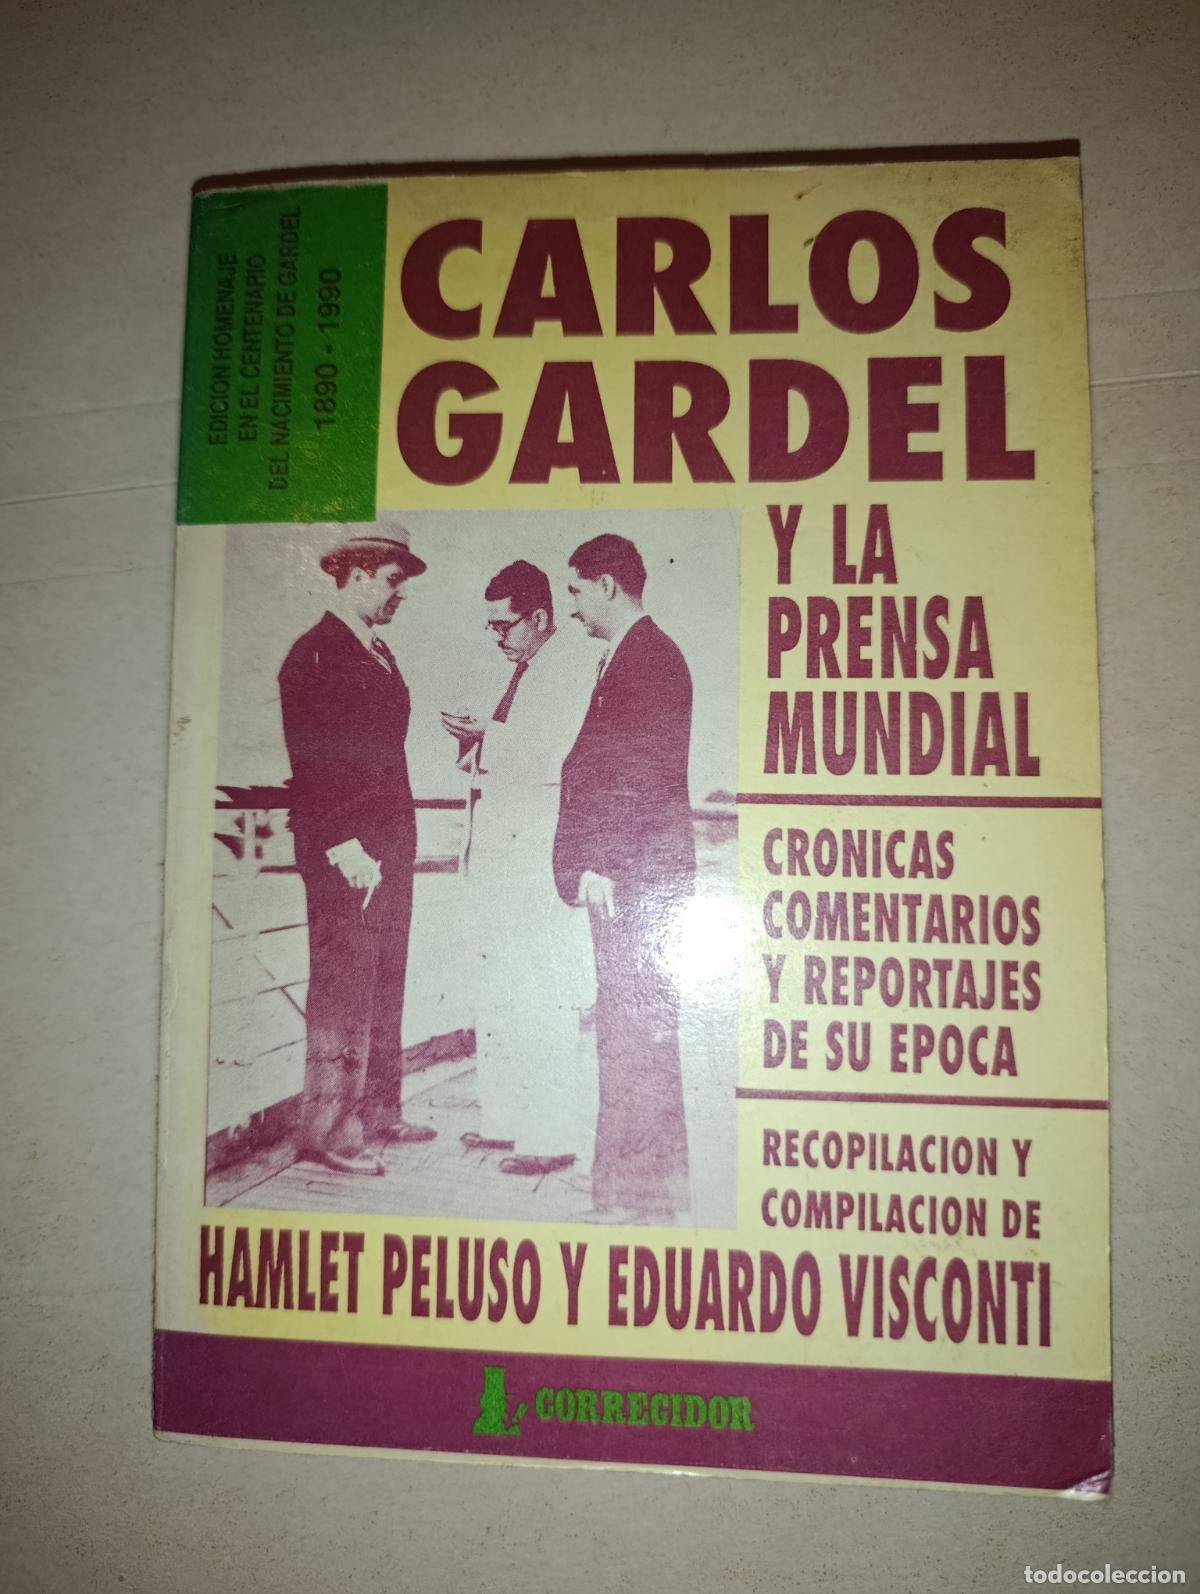 EDICION HOMENAJE
EN EL CENTENARIO
DEL NACIMIENTO DE GARDEL
1890 - 1990
CARLOS
GARDEL
Y LA
PRENSA
MUNDIAL
CRONICAS
COMENTARIOS
Y REPORTAJES
DE SU EPOCA
RECOPILACION Y
COMPILACION DE
HAMLET PELUSO Y EDUARDO VISCONTI
CORREGIDOR
todocoleccion